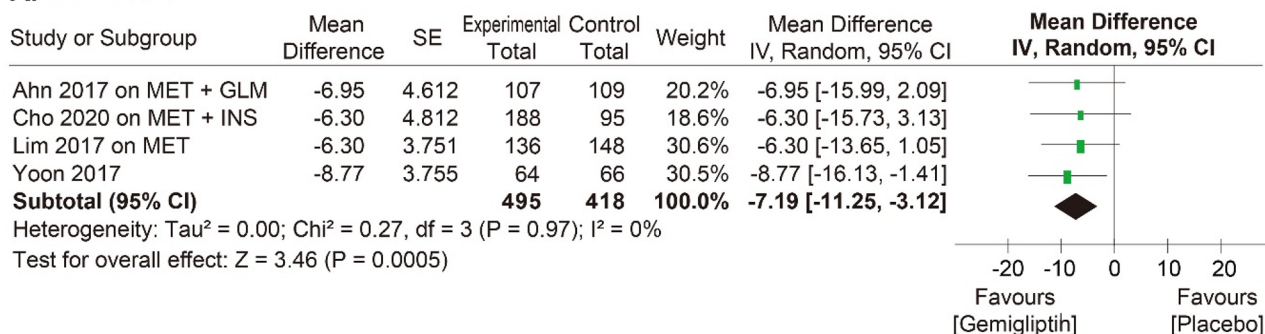 Study or Subgroup Mean Difference SE Experimental Total Control Total Weight Mean Difference IV, Random, 95% CI Mean Difference IV, Random, 95% CI
Ahn 2017 on MET + GLM -6.95 4.612 107 109 20.2% -6.95 [-15.99, 2.09]
Cho 2020 on MET + INS -6.30 4.812 188 95 18.6% -6.30 [-15.73, 3.13]
Lim 2017 on MET -6.30 3.751 136 148 30.6% -6.30 [-13.65, 1.05]
Yoon 2017 -8.77 3.755 64 66 30.5% -8.77 [-16.13, -1.41]
Subtotal (95% CI) 495 418 100.0% -7.19 [-11.25, -3.12]
Heterogeneity: Tau² = 0.00; Chi² = 0.27, df = 3 (P = 0.97); I² = 0%
Test for overall effect: Z = 3.46 (P = 0.0005)
-20 -10 0 10 20
Favours [Gemigliptih] Favours [Placebo]